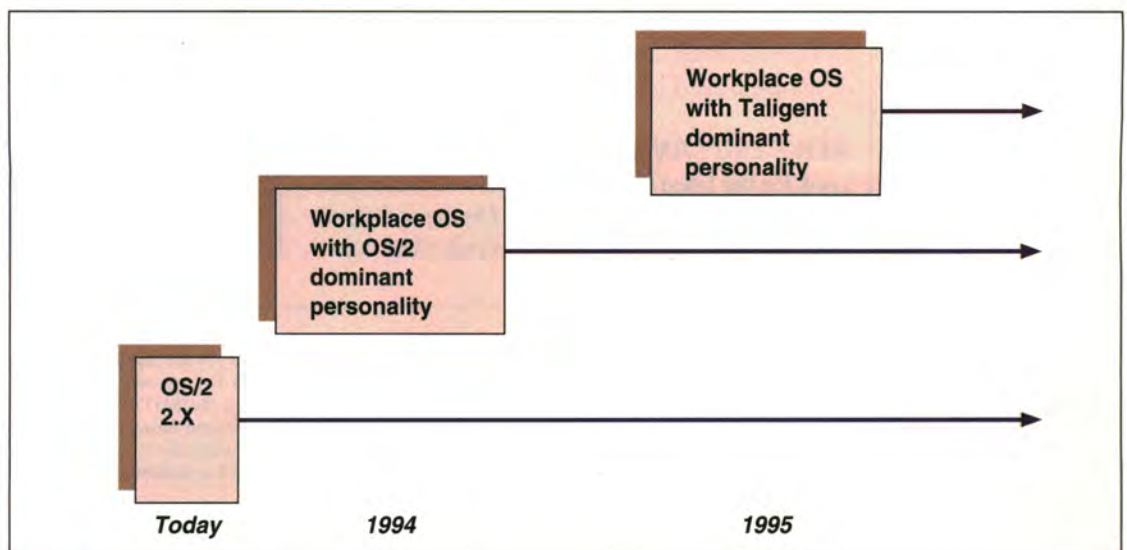 Workplace OS
with Taligent
dominant
personality
Workplace OS
with OS/2
dominant
personality
OS/2
2.X
Today 1994 1995